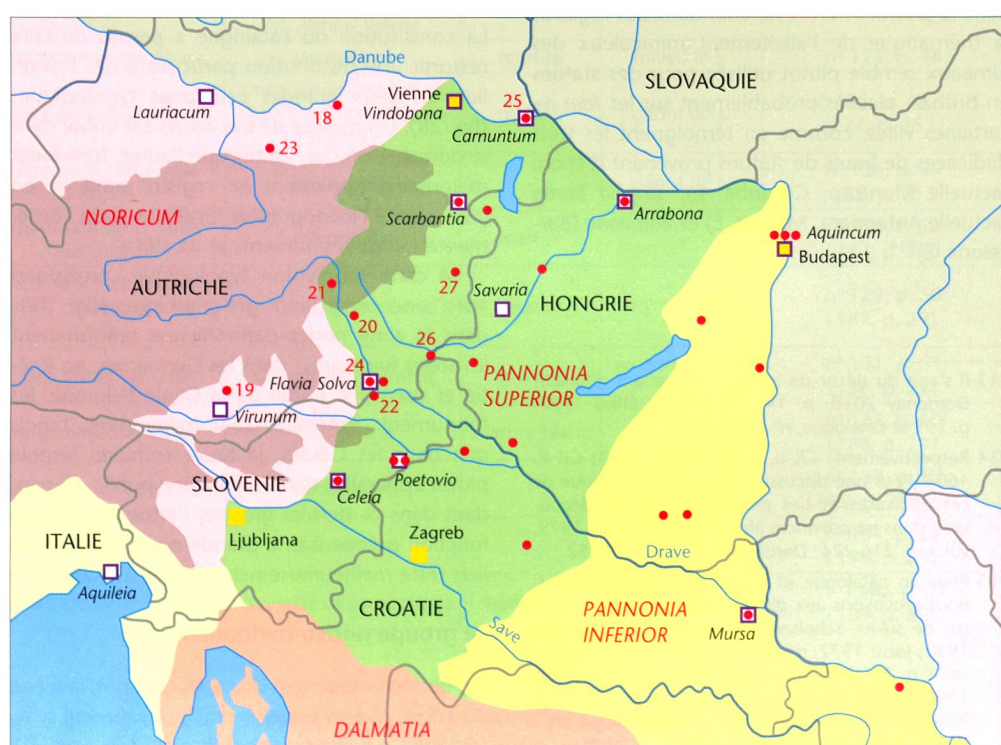 Danube
SLOVAQUIE
Vienne
Vindobona
Lauriacum
18
25
Carnuntum
23
NORICUM
Scarbantia
Arrabona
Aquincum
Budapest
AUTRICHE
21
27
Savaria
HONGRIE
20
26
24
Flavia Solva
PANNONIA
SUPERIOR
19
Virunum
22
SLOVENIE
Celeia
Poetovio
Ljubljana
Zagreb
ITALIE
Aquileia
Drave
CROATIE
PANNONIA
INFERIOR
Mursa
Save
DALMATIA